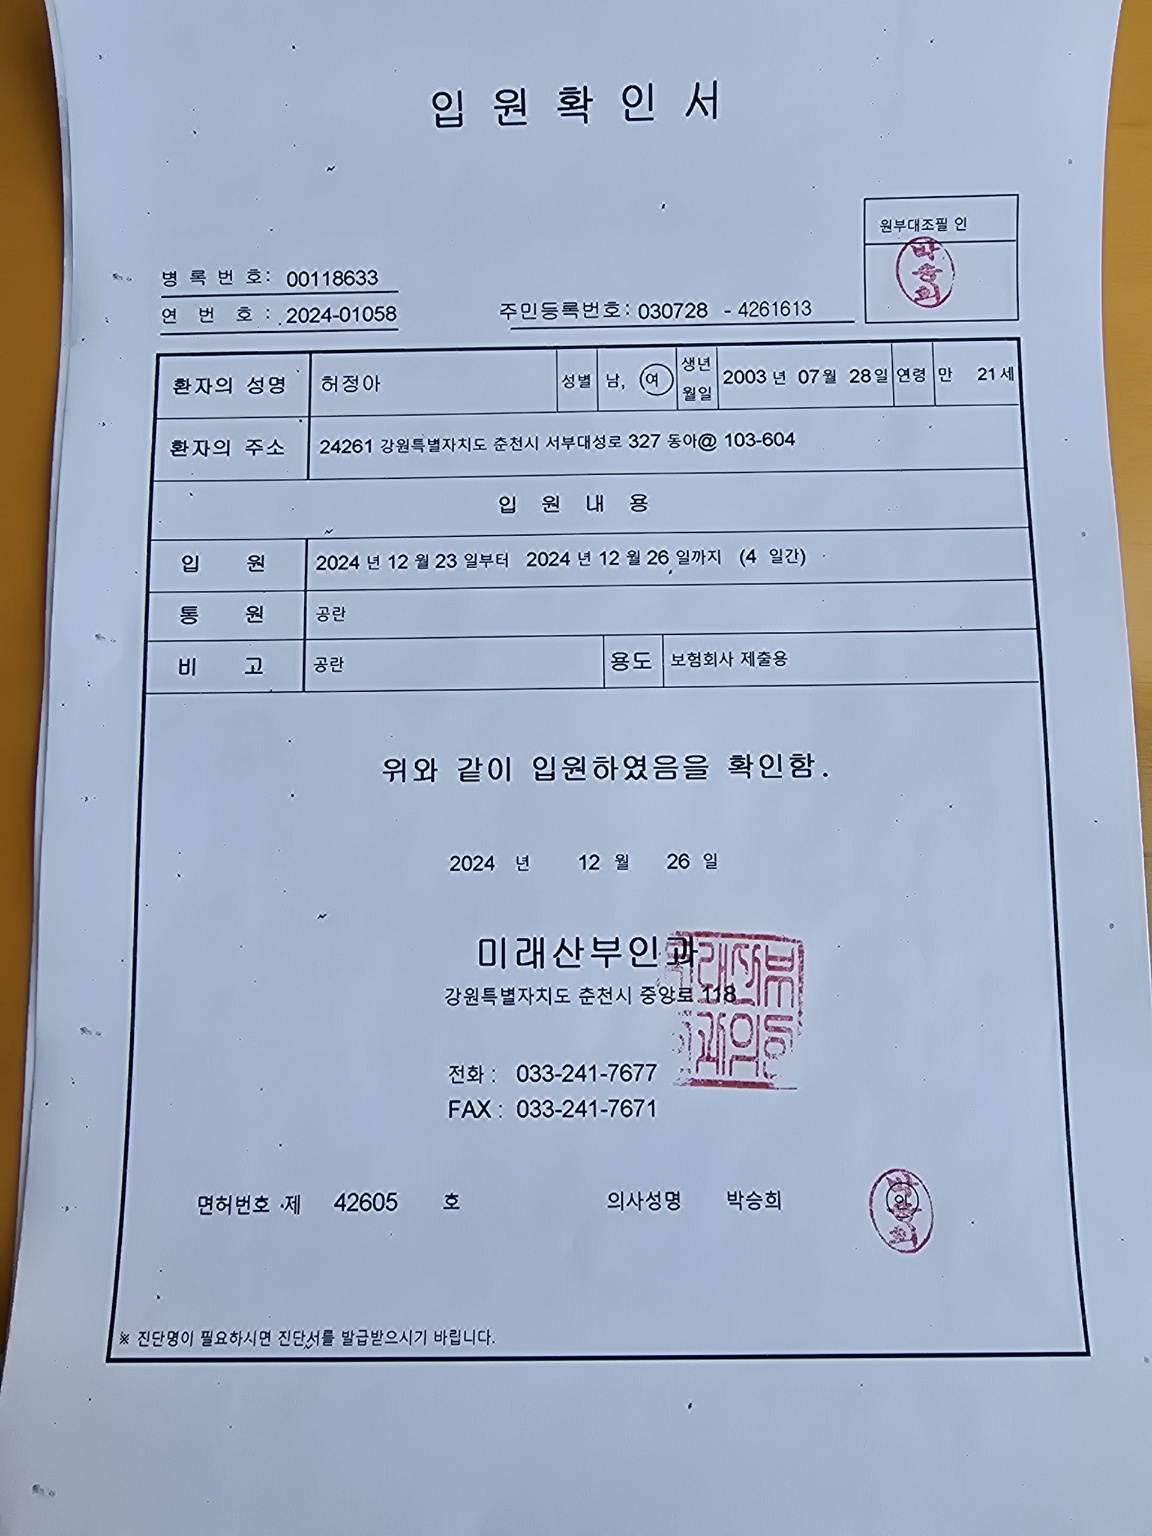 입 원 확 인 서
원부대조필 인
박승희
병 록 번 호: 00118633
연 번 호 : 2024-01058
주민등록번호: 030728 - 4261613
환자의 성명 허정아 성별 남, 여 생년월일 2003 년 07월 28일 연령 만 21세
환자의 주소 24261 강원특별자치도 춘천시 서부대성로 327 동아@ 103-604
입 원 내 용
입 원 2024 년 12 월 23 일부터 2024 년 12 월 26 일까지 (4 일간)
통 원 공란
비 고 공란 용도 보험회사 제출용
위와 같이 입원하였음을 확인함.
2024 년 12 월 26 일
미래산부인과
강원특별자치도 춘천시 중앙로 118
전화 : 033-241-7677
FAX : 033-241-7671
면허번호 제 42605 호 의사성명 박승희 인
※ 진단명이 필요하시면 진단서를 발급받으시기 바랍니다.